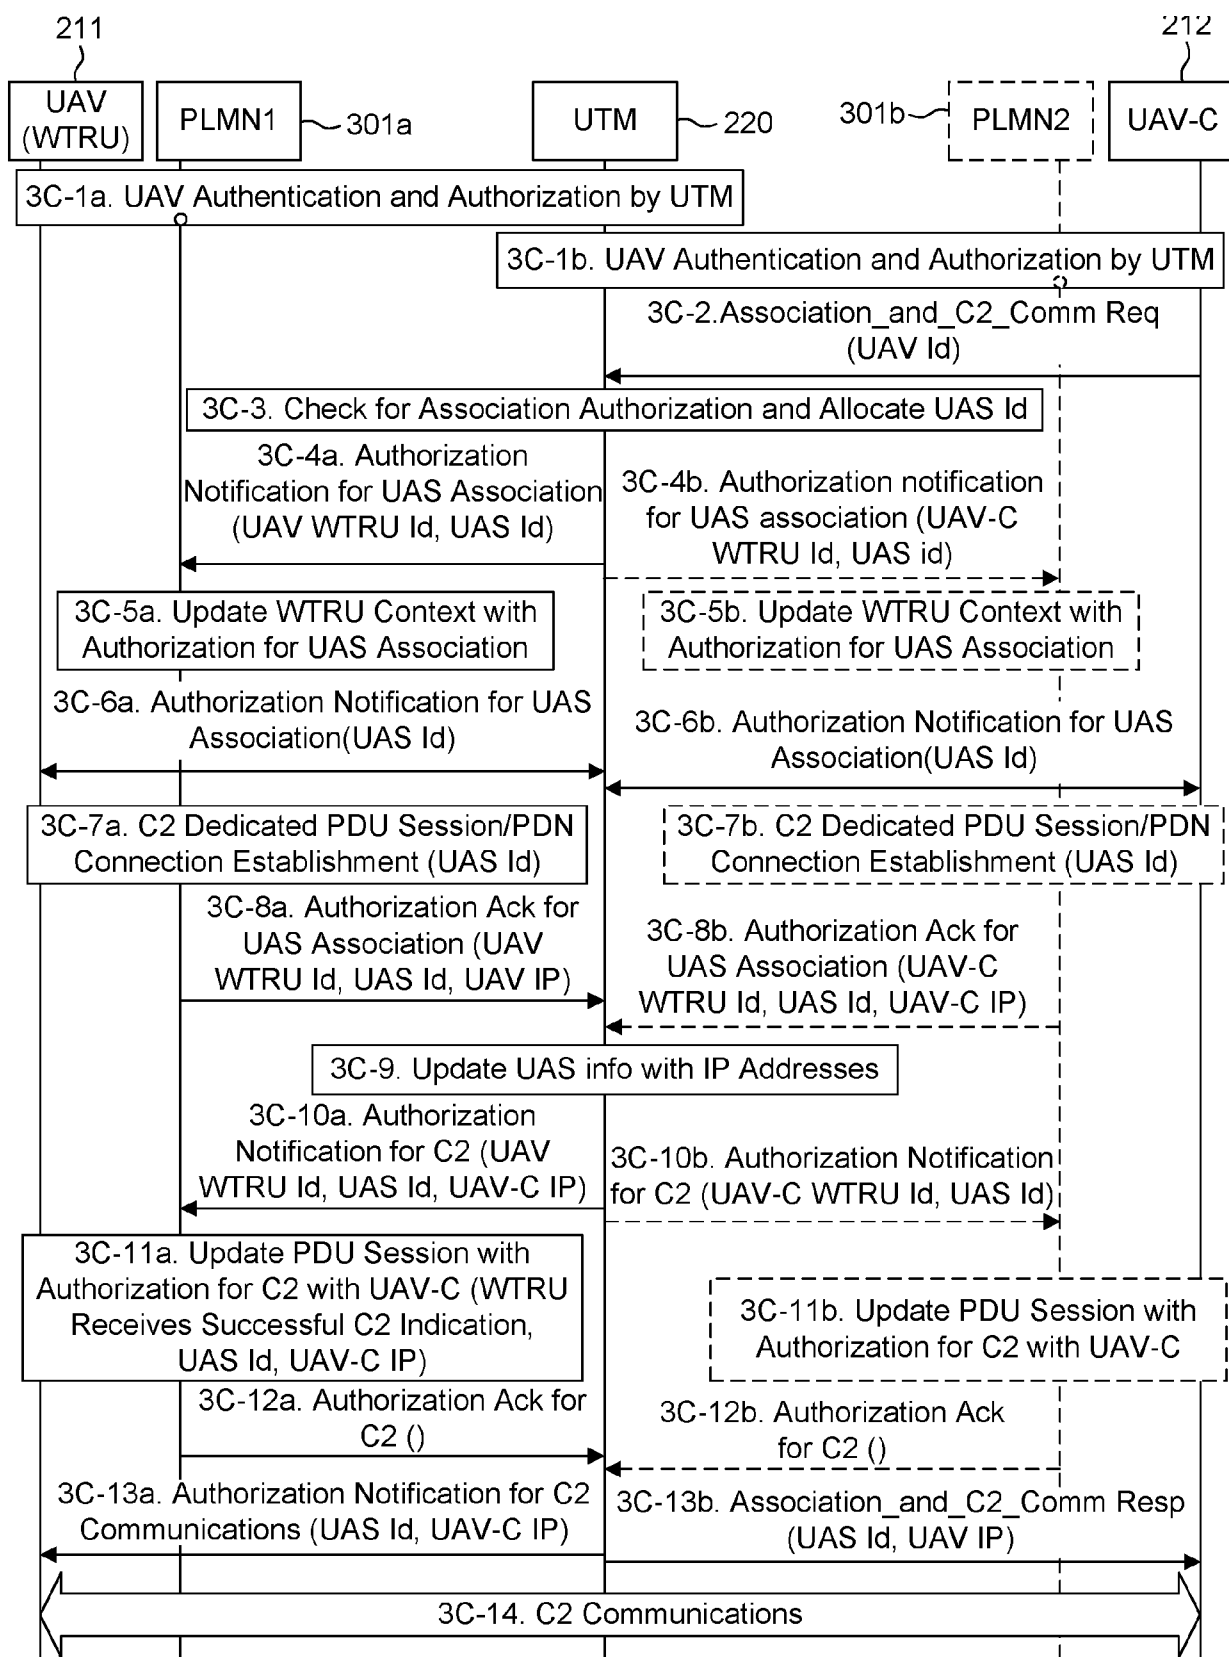 211
212
UAV
(WTRU)
PLMN1
301a
UTM
220
301b
PLMN2
UAV-C
3C-1a. UAV Authentication and Authorization by UTM
3C-1b. UAV Authentication and Authorization by UTM
3C-2.Association_and_C2_Comm Req
(UAV Id)
3C-3. Check for Association Authorization and Allocate UAS Id
3C-4a. Authorization
Notification for UAS Association
(UAV WTRU Id, UAS Id)
3C-4b. Authorization notification
for UAS association (UAV-C
WTRU Id, UAS id)
3C-5a. Update WTRU Context with
Authorization for UAS Association
3C-5b. Update WTRU Context with
Authorization for UAS Association
3C-6a. Authorization Notification for UAS
Association(UAS Id)
3C-6b. Authorization Notification for UAS
Association(UAS Id)
3C-7a. C2 Dedicated PDU Session/PDN
Connection Establishment (UAS Id)
3C-7b. C2 Dedicated PDU Session/PDN
Connection Establishment (UAS Id)
3C-8a. Authorization Ack for
UAS Association (UAV
WTRU Id, UAS Id, UAV IP)
3C-8b. Authorization Ack for
UAS Association (UAV-C
WTRU Id, UAS Id, UAV-C IP)
3C-9. Update UAS info with IP Addresses
3C-10a. Authorization
Notification for C2 (UAV
WTRU Id, UAS Id, UAV-C IP)
3C-10b. Authorization Notification
for C2 (UAV-C WTRU Id, UAS Id)
3C-11a. Update PDU Session with
Authorization for C2 with UAV-C (WTRU
Receives Successful C2 Indication,
UAS Id, UAV-C IP)
3C-11b. Update PDU Session with
Authorization for C2 with UAV-C
3C-12a. Authorization Ack for
C2 ()
3C-12b. Authorization Ack
for C2 ()
3C-13a. Authorization Notification for C2
Communications (UAS Id, UAV-C IP)
3C-13b. Association_and_C2_Comm Resp
(UAS Id, UAV IP)
3C-14. C2 Communications